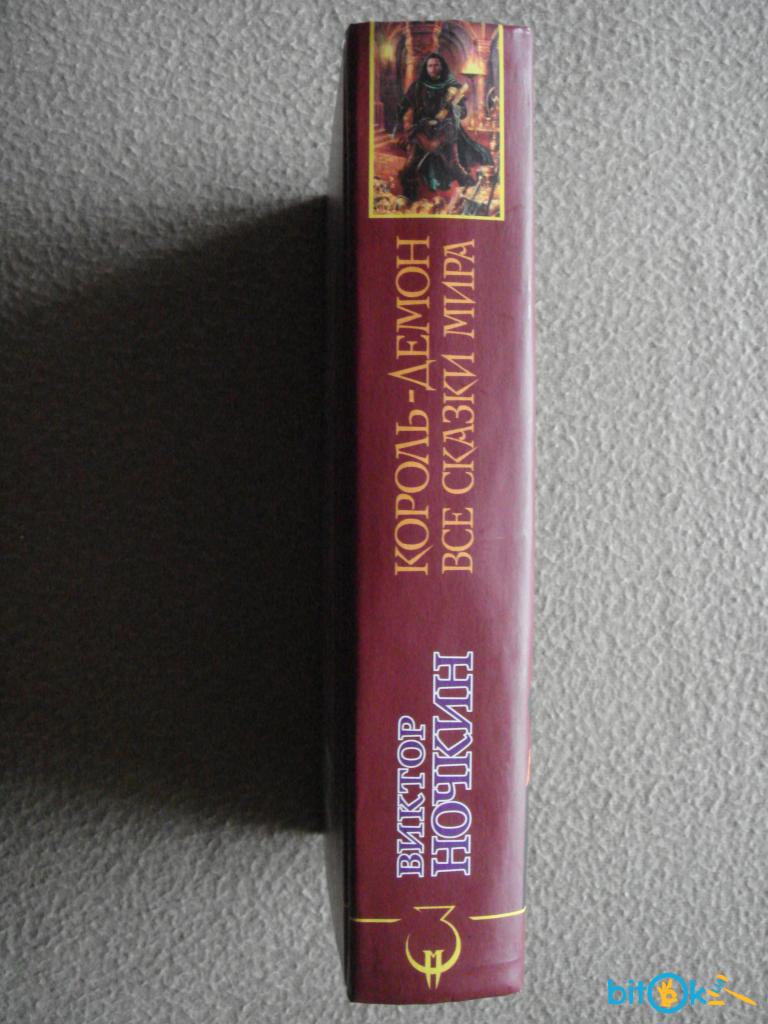 ВИКТОР
НОЧКИН
КОРОЛЬ-ДЕМОН
ВСЕ СКАЗКИ МИРА
bitOk